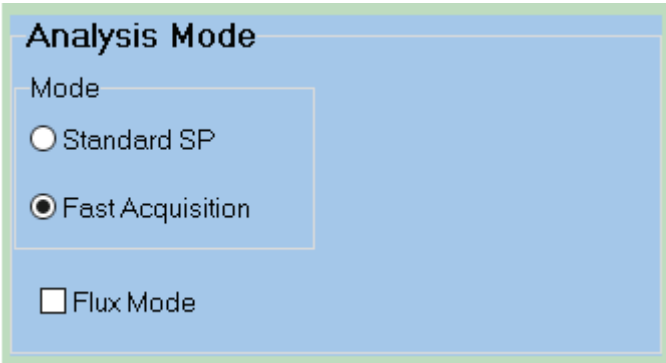 Analysis Mode
Mode
Standard SP
Fast Acquisition
Flux Mode